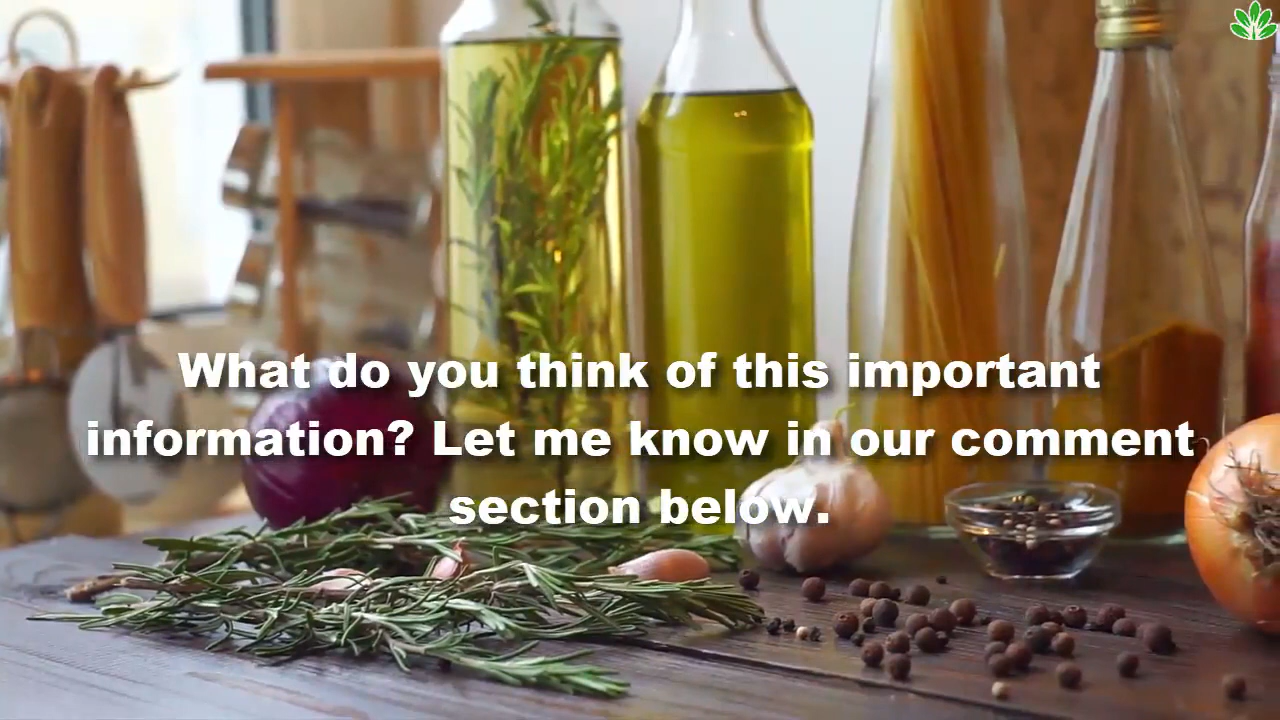 What do you think of this important
information? Let me know in our comment
section below.